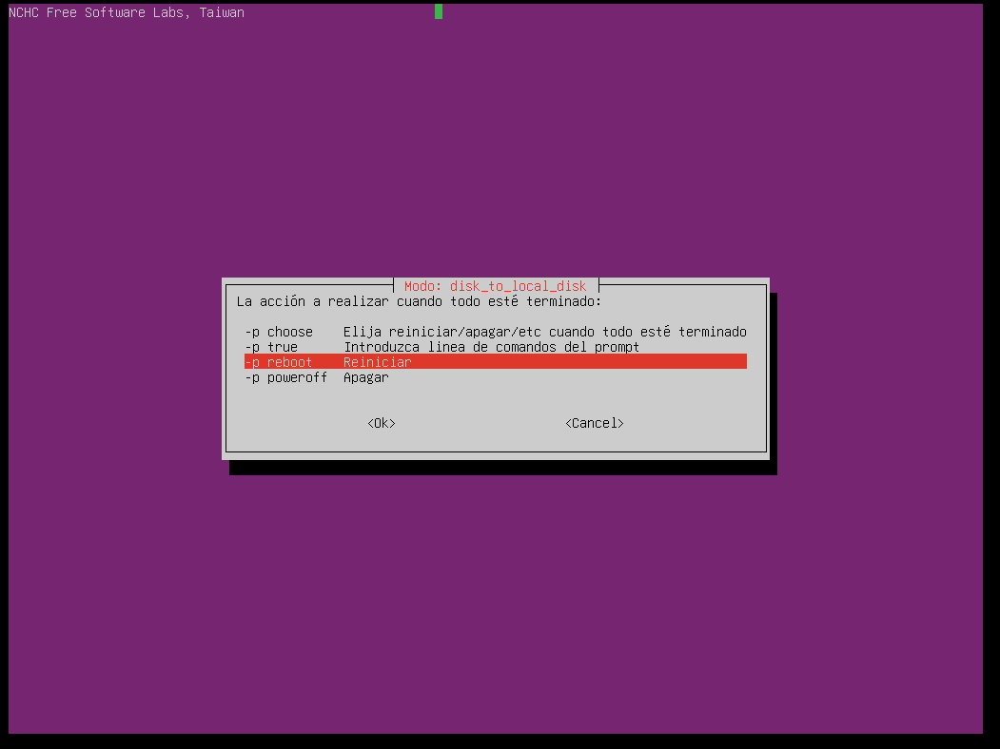 NCHC Free Software Labs, Taiwan
Modo: disk_to_local_disk
La acción a realizar cuando todo esté terminado:
-p choose Elija reiniciar/apagar/etc cuando todo esté terminado
-p true Introduzca linea de comandos del prompt
-p reboot Reiniciar
-p poweroff Apagar
<Ok> <Cancel>